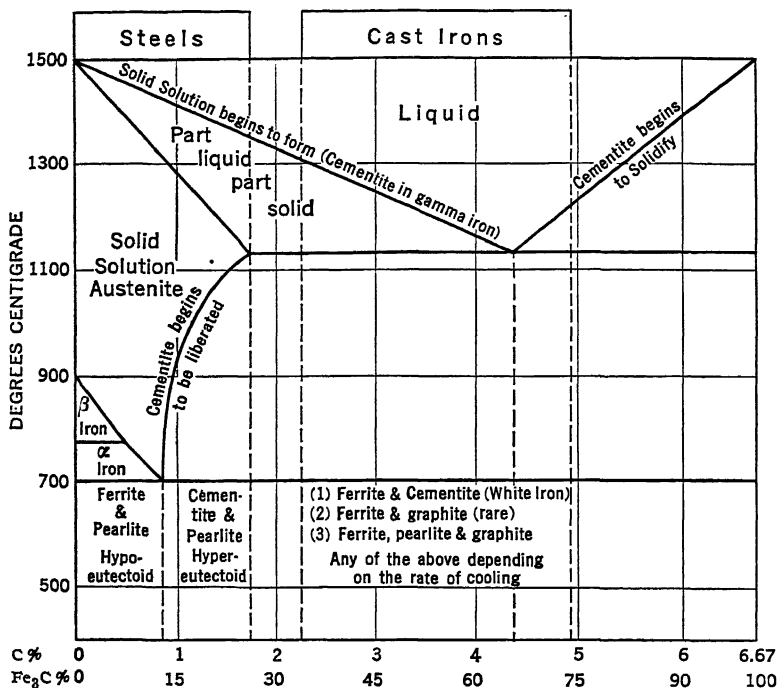 Steels
Cast Irons
1500
1300
1100
900
700
500
DEGREES CENTIGRADE
Solid Solution begins to form (Cementite in gamma iron)
Liquid
Cementite begins
to Solidify
Part
liquid
part
solid
Solid
Solution
Austenite
Cementite begins
to be liberated
β
Iron
α
Iron
Ferrite
&
Pearlite
Hypo-
eutectoid
Cemen-
tite &
Pearlite
Hyper-
eutectoid
(1) Ferrite & Cementite (White Iron)
(2) Ferrite & graphite (rare)
(3) Ferrite, pearlite & graphite
Any of the above depending
on the rate of cooling
C% 0 1 2 3 4 5 6 6.67
Fe3C% 0 15 30 45 60 75 90 100